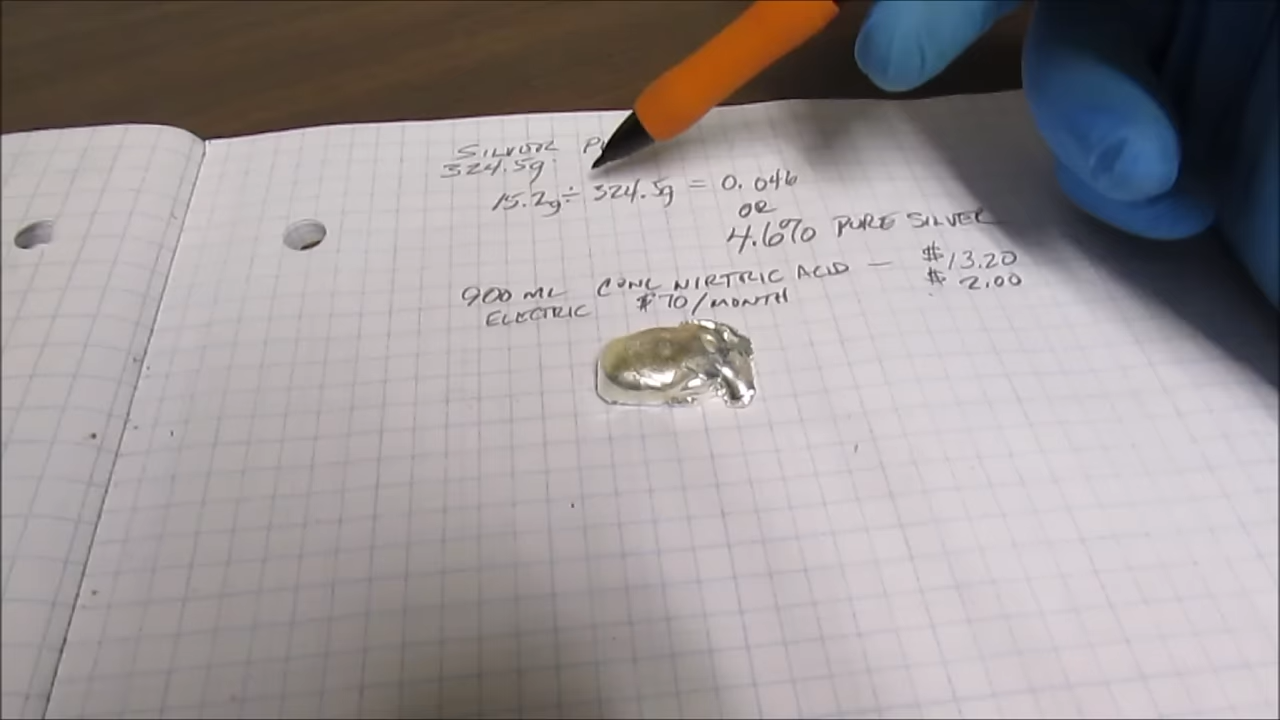 SILVER
324.5g
15.2g ÷ 324.5g = 0.046
OR
4.6% PURE SILVER
900 ML CONC NIRTRIC ACID — $13.20
ELECTRIC $70/MONTH $2.00